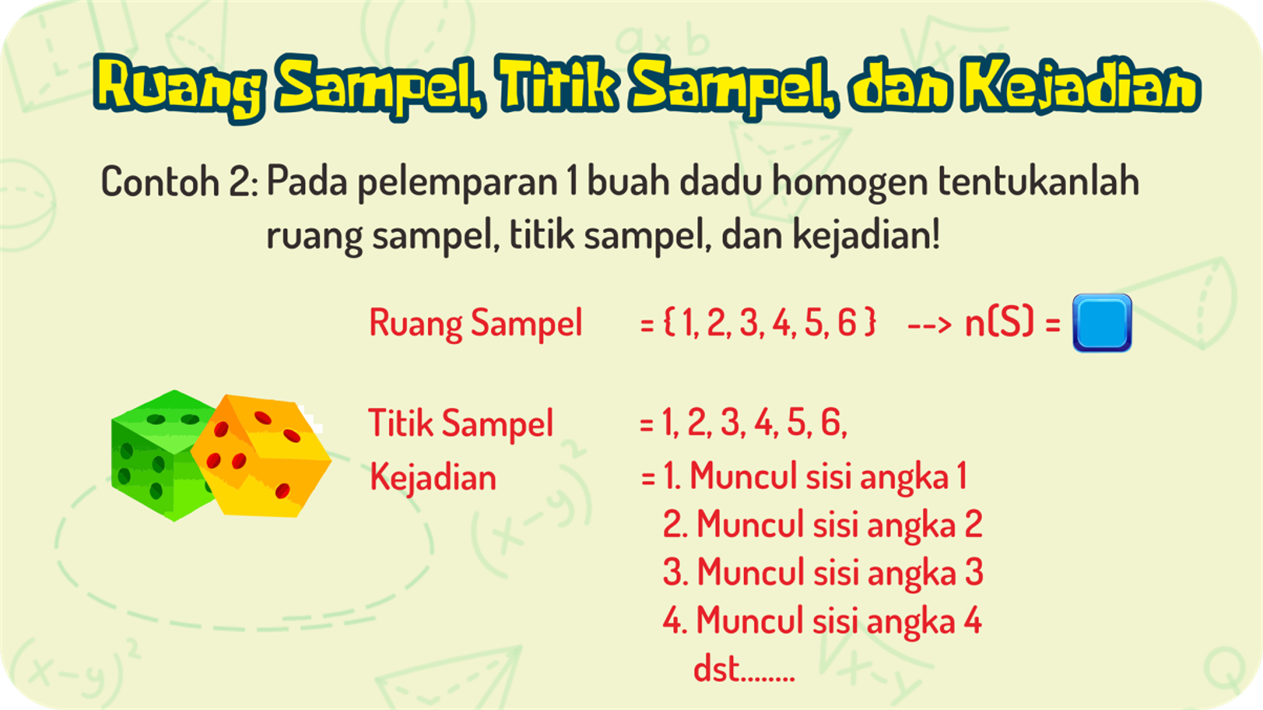 Ruang Sampel, Titik Sampel, dan Kejadian
a x b
√x-y
Contoh 2: Pada pelemparan 1 buah dadu homogen tentukanlah
ruang sampel, titik sampel, dan kejadian!
Ruang Sampel = { 1, 2, 3, 4, 5, 6 } --> n(S) =
Titik Sampel = 1, 2, 3, 4, 5, 6,
Kejadian = 1. Muncul sisi angka 1
(x-y)²
2. Muncul sisi angka 2
3. Muncul sisi angka 3
4. Muncul sisi angka 4
dst........
(x-y)²
√x-y
Q